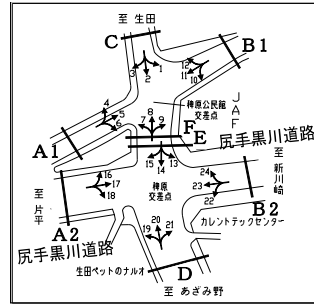 至 生田
C
B1
12
11
10
3
2
1
稗原公民館
交差点
JAF
4
5
6
7
8
9
F
E
尻手黒川道路
A1
15
14
13
至 新川崎
16
17
18
稗原
交差点
24
23
22
至 片平
A2
B2
カレントテックセンター
19
20
21
尻手黒川道路
生田ペットのナルオ
D
至 あざみ野